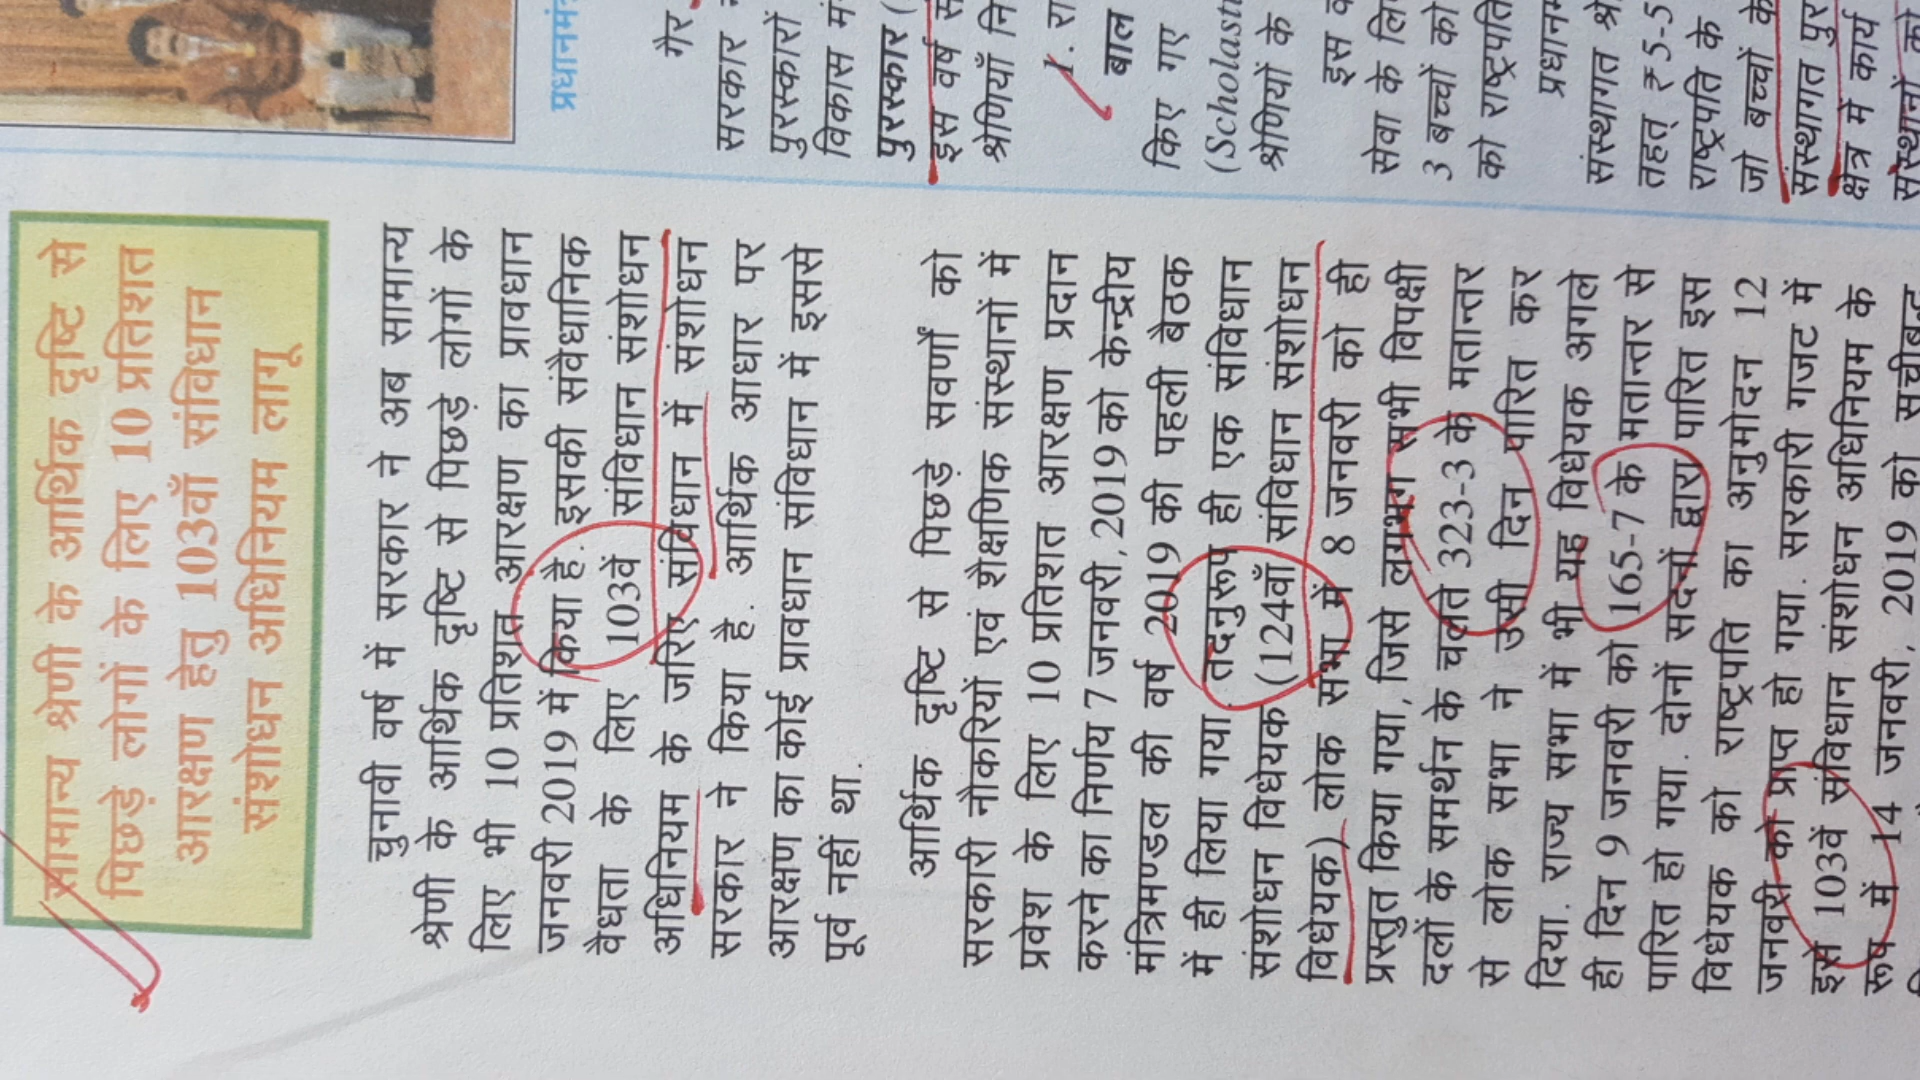 सामान्य श्रेणी के आर्थिक दृष्टि से
पिछड़े लोगों के लिए 10 प्रतिशत
आरक्षण हेतु 103वाँ संविधान
संशोधन अधिनियम लागू
चुनावी वर्ष में सरकार ने अब सामान्य
श्रेणी के आर्थिक दृष्टि से पिछड़े लोगों के
लिए भी 10 प्रतिशत आरक्षण का प्रावधान
जनवरी 2019 में किया है. इसकी संवैधानिक
वैधता के लिए 103वें संविधान संशोधन
अधिनियम के जरिए संविधान में संशोधन
सरकार ने किया है. आर्थिक आधार पर
आरक्षण का कोई प्रावधान संविधान में इससे
पूर्व नहीं था.
आर्थिक दृष्टि से पिछड़े सवर्णों को
सरकारी नौकरियों एवं शैक्षणिक संस्थानों में
प्रवेश के लिए 10 प्रतिशत आरक्षण प्रदान
करने का निर्णय 7 जनवरी, 2019 को केन्द्रीय
मंत्रिमण्डल की वर्ष 2019 की पहली बैठक
में ही लिया गया. तदनुरूप ही एक संविधान
संशोधन विधेयक (124वाँ संविधान संशोधन
विधेयक) लोक सभा में 8 जनवरी को ही
प्रस्तुत किया गया, जिसे लगभग सभी विपक्षी
दलों के समर्थन के चलते 323-3 के मतान्तर
से लोक सभा ने उसी दिन पारित कर
दिया. राज्य सभा में भी यह विधेयक अगले
ही दिन 9 जनवरी को 165-7 के मतान्तर से
पारित हो गया. दोनों सदनों द्वारा पारित इस
विधेयक को राष्ट्रपति का अनुमोदन 12
जनवरी को प्राप्त हो गया. सरकारी गजट में
इसे 103वें संविधान संशोधन अधिनियम के
रूप में 14 जनवरी, 2019 को सूचीबद्ध
प्रधानमं
गैर
सरकार
पुरस्कारों
विकास मं
पुरस्कार (
इस वर्ष स
श्रेणियाँ नि
1. रा
बाल
किए गए
(Scholast
श्रेणियों के
इस व
सेवा के लि
3 बच्चों को
को राष्ट्रपति
प्रधानम
संस्थागत श्रे
तहत् ₹ 5-5
राष्ट्रपति के
जो बच्चों के
संस्थागत पुर
क्षेत्र में कार्य
संस्थानों को